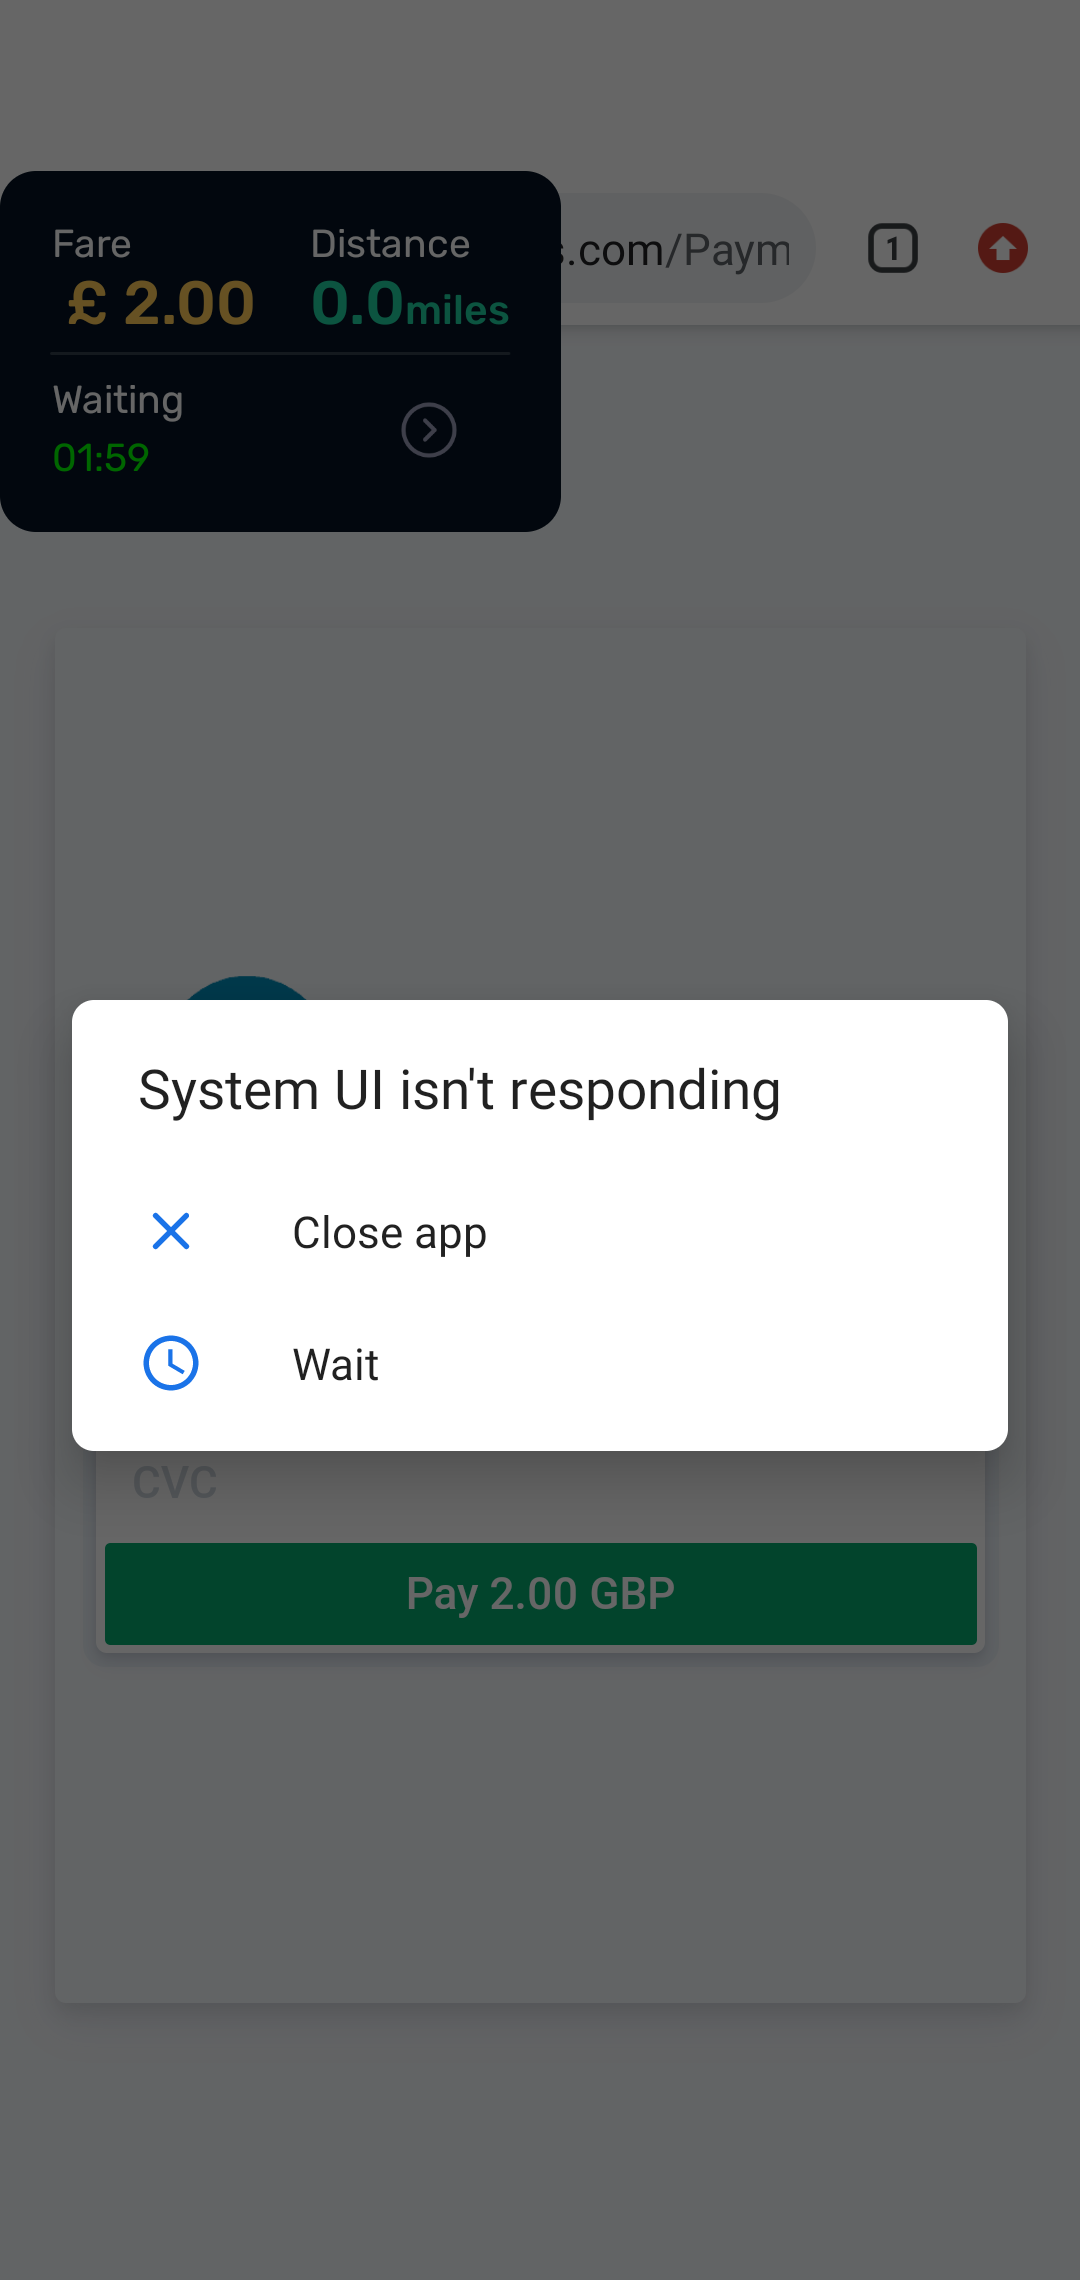 Fare Distance
£ 2.00 0.0miles
Waiting
01:59
s.com/Paym
1
System UI isn't responding
Close app
Wait
CVC
Pay 2.00 GBP